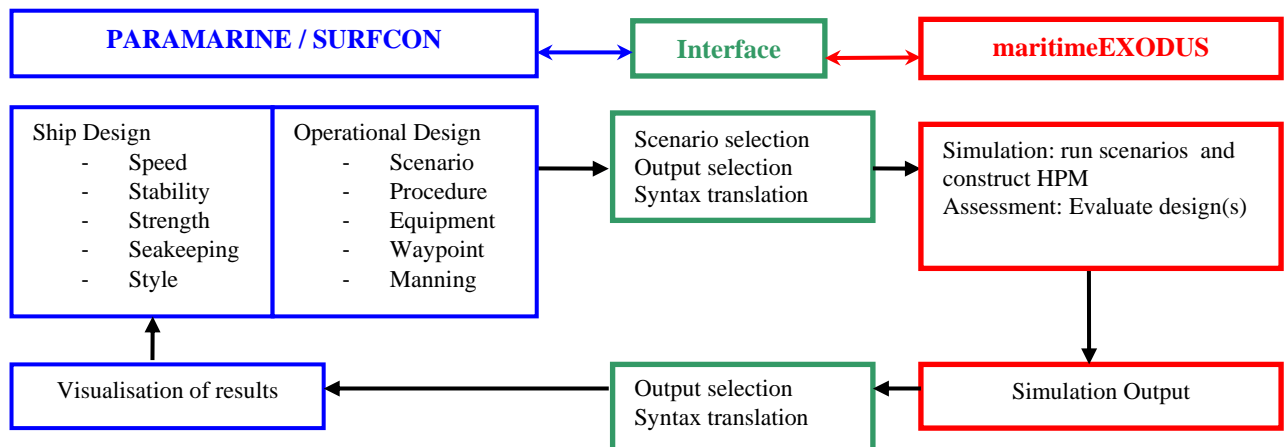 PARAMARINE / SURFCON
Interface
maritimeEXODUS
Ship Design
- Speed
- Stability
- Strength
- Seakeeping
- Style
Operational Design
- Scenario
- Procedure
- Equipment
- Waypoint
- Manning
Scenario selection
Output selection
Syntax translation
Simulation: run scenarios and
construct HPM
Assessment: Evaluate design(s)
Visualisation of results
Output selection
Syntax translation
Simulation Output